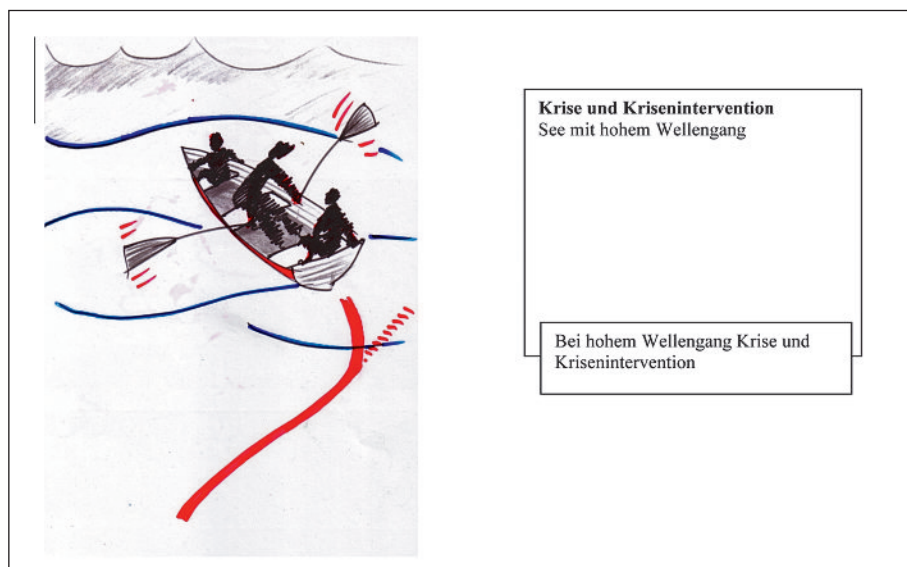 Krise und Krisenintervention
See mit hohem Wellengang
Bei hohem Wellengang Krise und
Krisenintervention